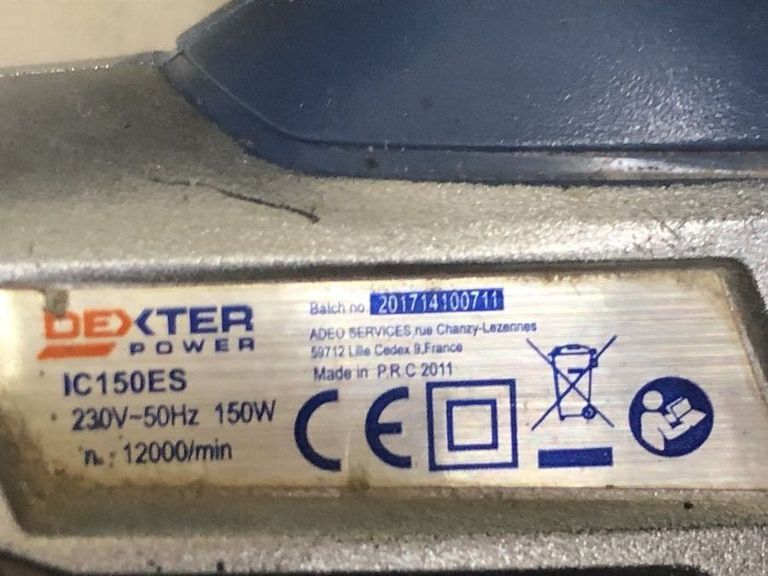 DEXTER
POWER
IC150ES
230V~50Hz 150W
n. : 12000/min
Batch no. 201714100711
ADEO SERVICES,rue Chanzy-Lezennes
59712 Lille Cedex 9,France
Made in P.R.C 2011
CE